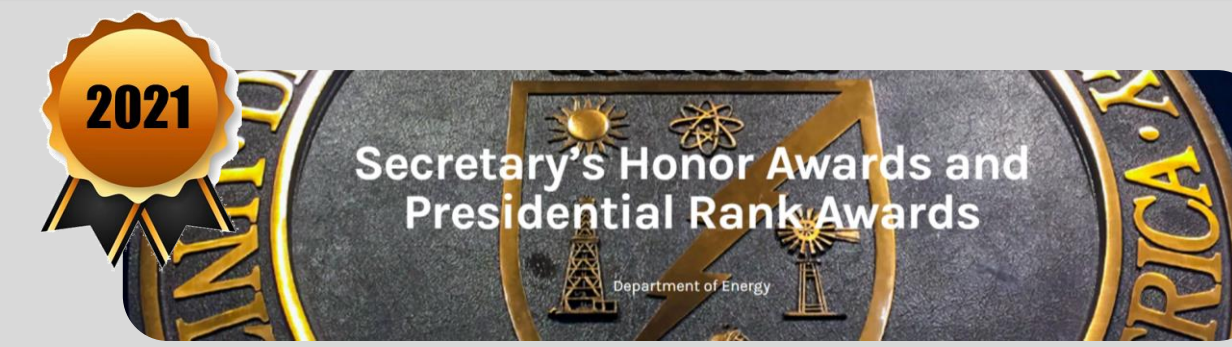 2021
Secretary's Honor Awards and
Presidential Rank Awards
Department of Energy